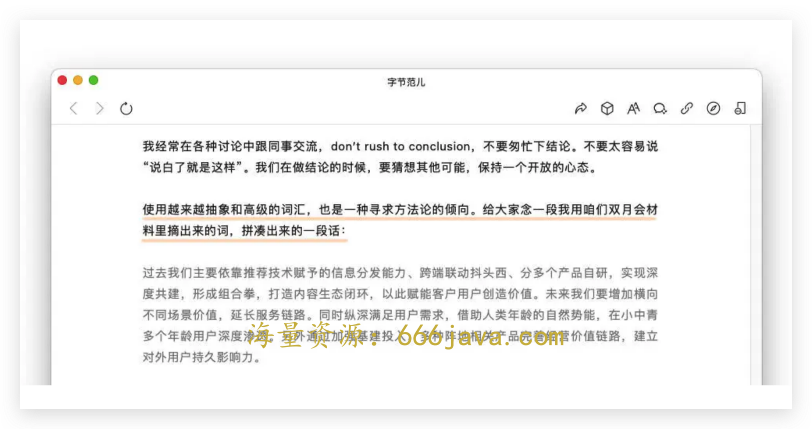 字节范儿
我经常在各种讨论中跟同事交流，don't rush to conclusion，不要匆忙下结论。不要太容易说
“说白了就是这样”。我们在做结论的时候，要猜想其他可能，保持一个开放的心态。
使用越来越抽象和高级的词汇，也是一种寻求方法论的倾向。给大家念一段我用咱们双月会材
料里摘出来的词，拼凑出来的一段话：
过去我们主要依靠推荐技术赋予的信息分发能力、跨端联动抖头西、分多个产品自研，实现深
度共建，形成组合拳，打造内容生态闭环，以此赋能客户用户创造价值。未来我们要增加横向
不同场景价值，延长服务链路。同时纵深满足用户需求，借助人类年龄的自然势能，在小中青
多个年龄用户深度渗透。另外通过加强基建投入，多种阵地相关产品完善经营价值链路，建立
海量资源：666java.com
对外用户持久影响力。